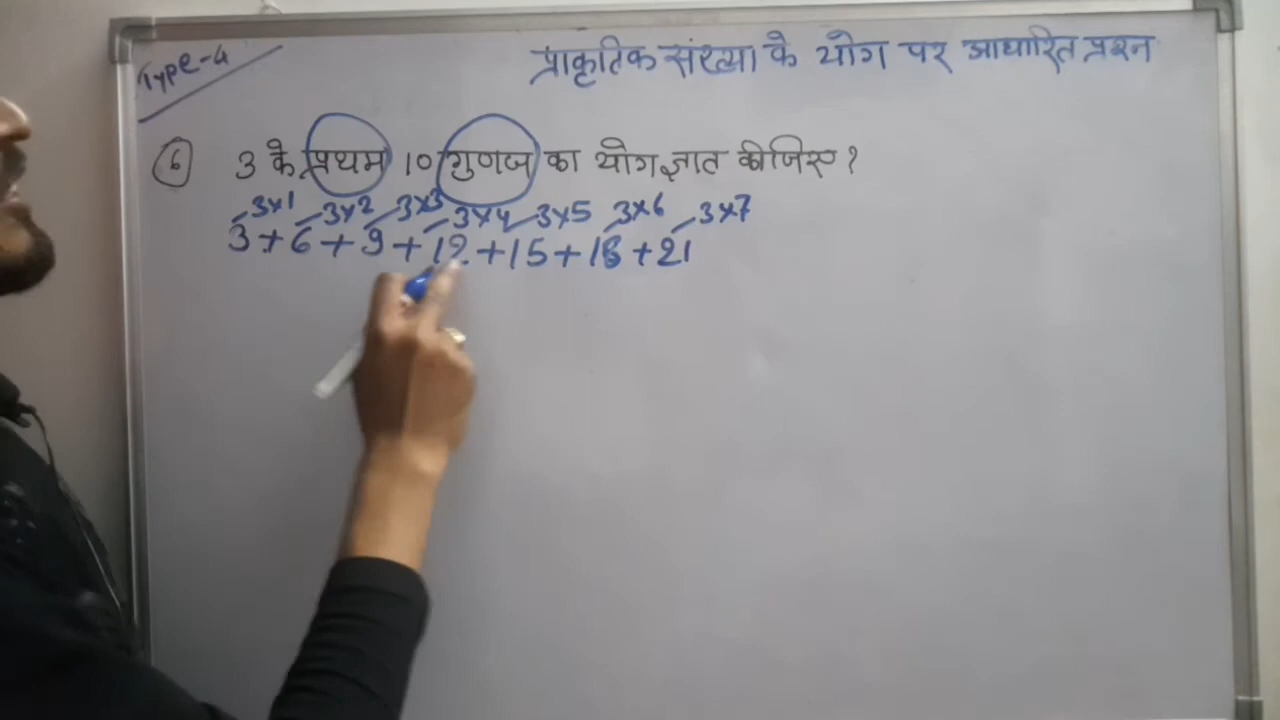 Type-4
प्राकृतिक संख्या के योग पर आधारित प्रश्न
6 3 के प्रथम 10 गुणज का योग ज्ञात कीजिए?
3×1 3×2 3×3 3×4 3×5 3×6 3×7
3+6+9+12+15+18+21